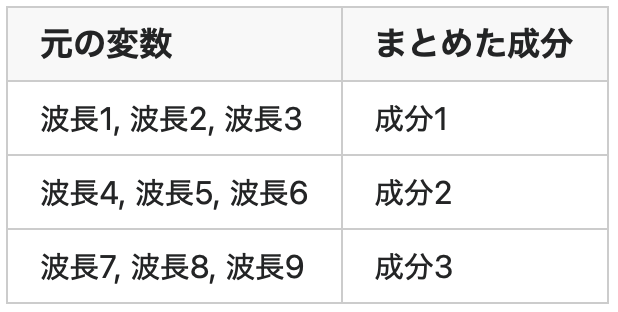 元の変数 まとめた成分
波長1, 波長2, 波長3 成分1
波長4, 波長5, 波長6 成分2
波長7, 波長8, 波長9 成分3